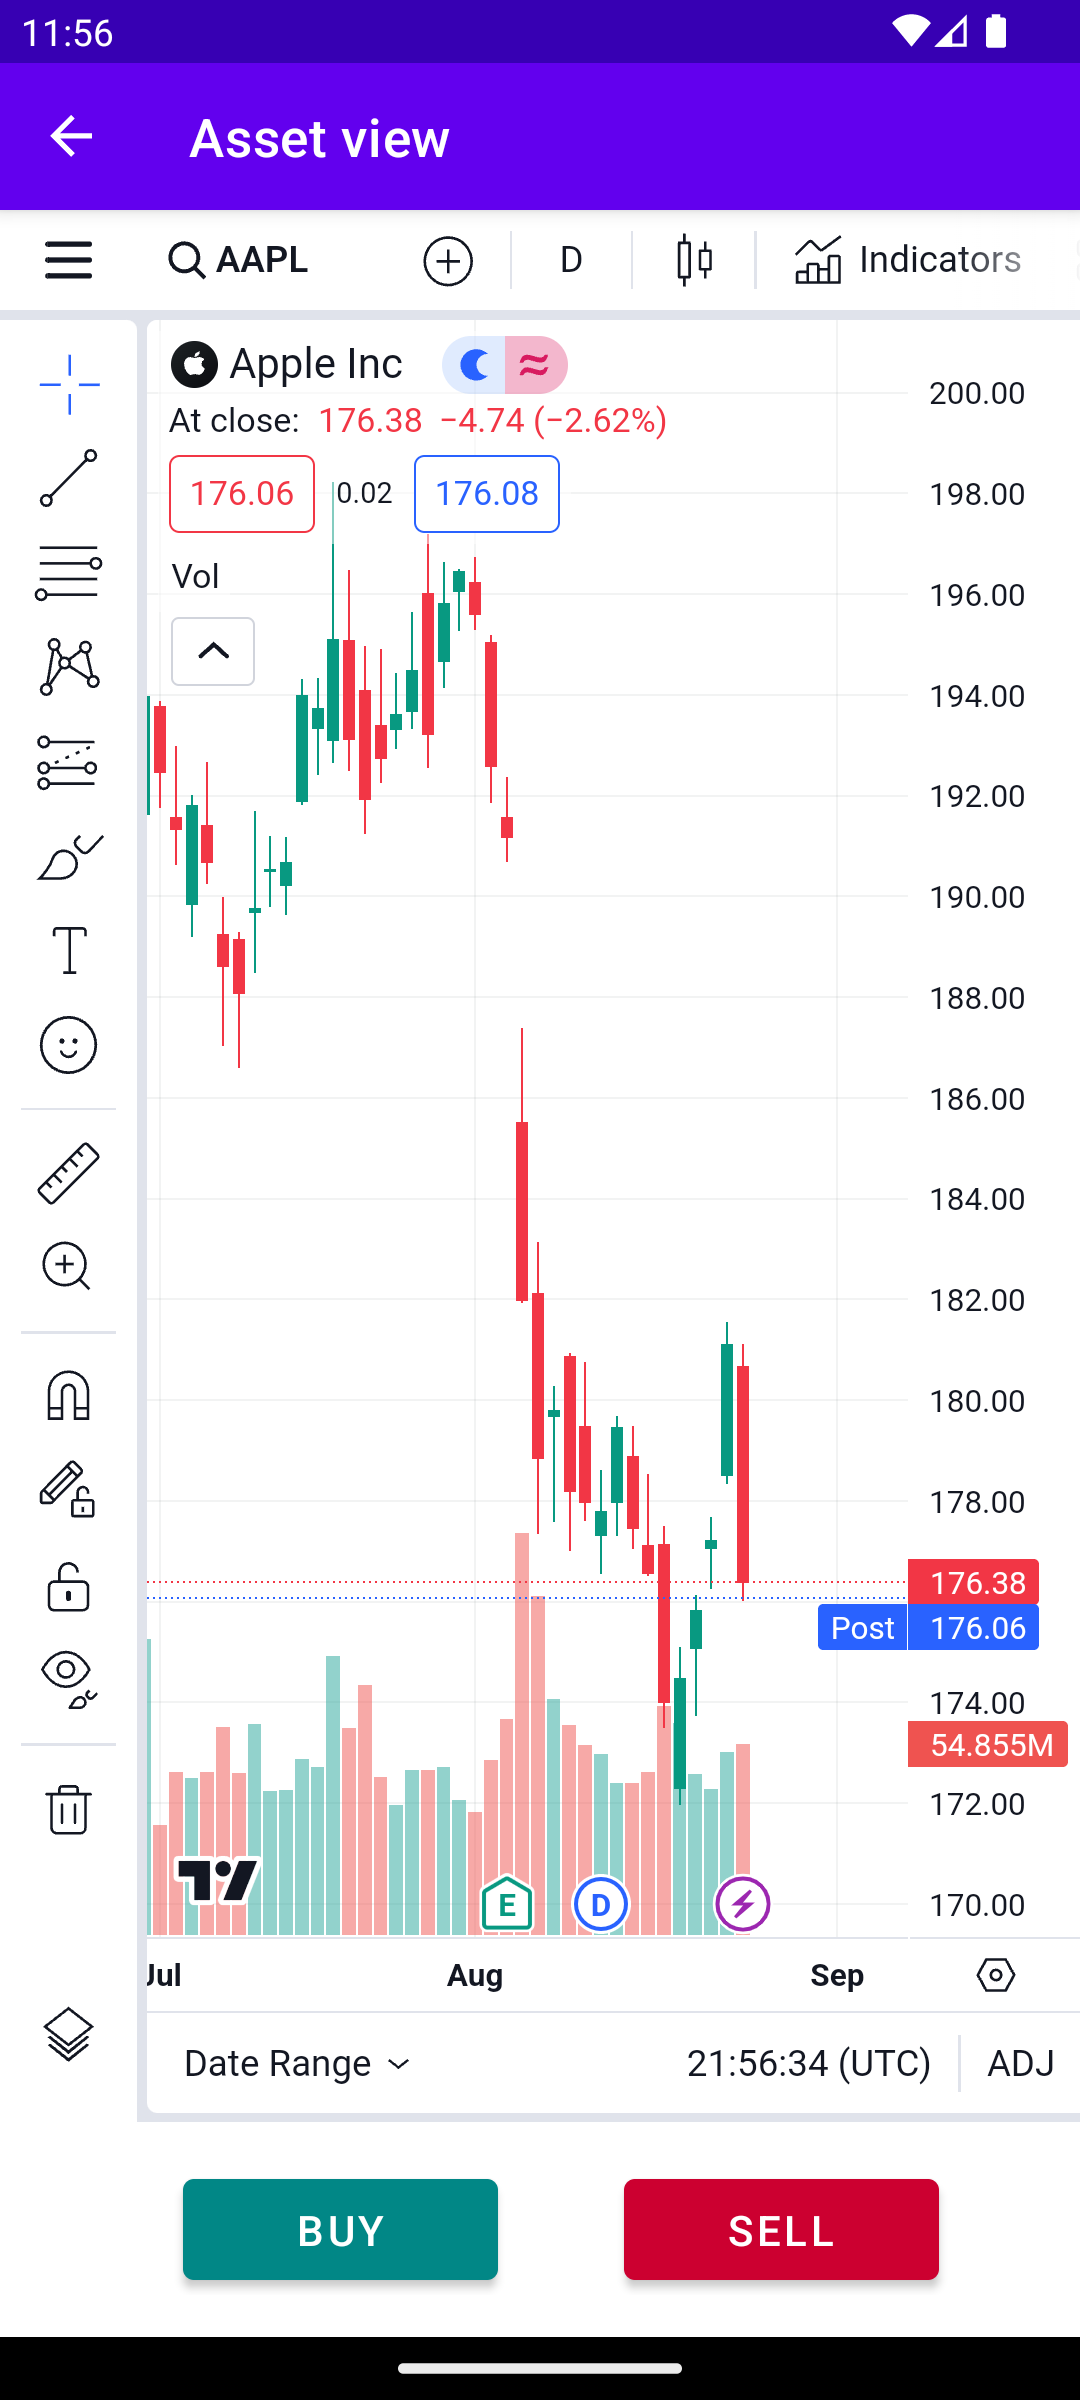 11:56
Asset view
AAPL
D
Indicators
Apple Inc
At close: 176.38 −4.74 (−2.62%)
176.06
0.02
176.08
Vol
200.00
198.00
196.00
194.00
192.00
190.00
188.00
186.00
184.00
182.00
180.00
178.00
176.38
Post 176.06
174.00
54.855M
172.00
170.00
E
D
Jul
Aug
Sep
Date Range
21:56:34 (UTC)
ADJ
BUY
SELL